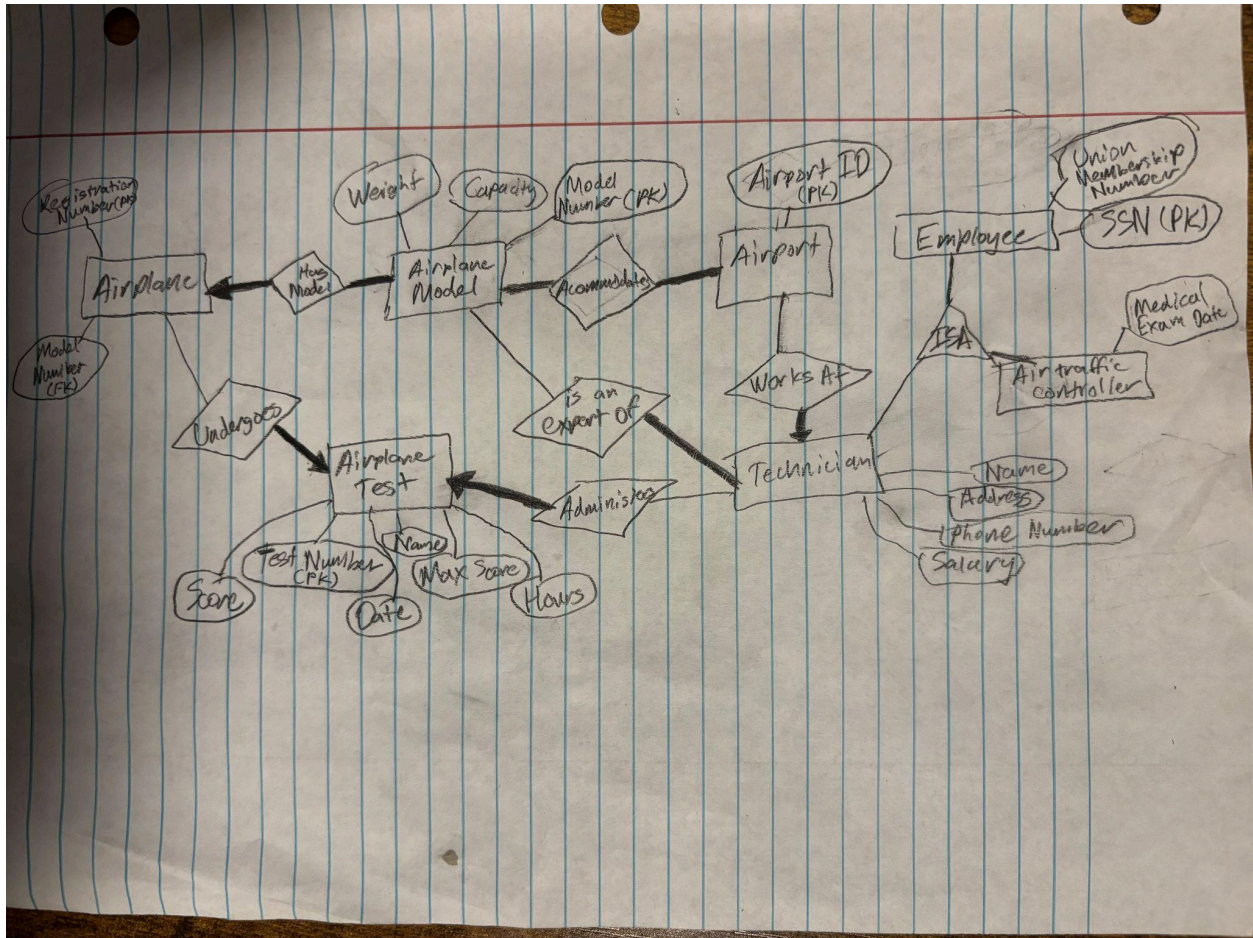 Union
Membership
Number
SSN (PK)
Employee
Airport ID
(PK)
Airport
Model
Number (PK)
Capacity
Weight
Registration
Number (PK)
Airplane
Has
Model
Airplane
Model
Acommodates
Model
Number
(FK)
ISA
Medical
Exam Date
Air traffic
controller
Works At
is an
expert of
Undergoes
Airplane
Test
Administers
Technician
Name
Address
Phone Number
Salary
Score
Test Number
(PK)
Date
Name
Max Score
Hours